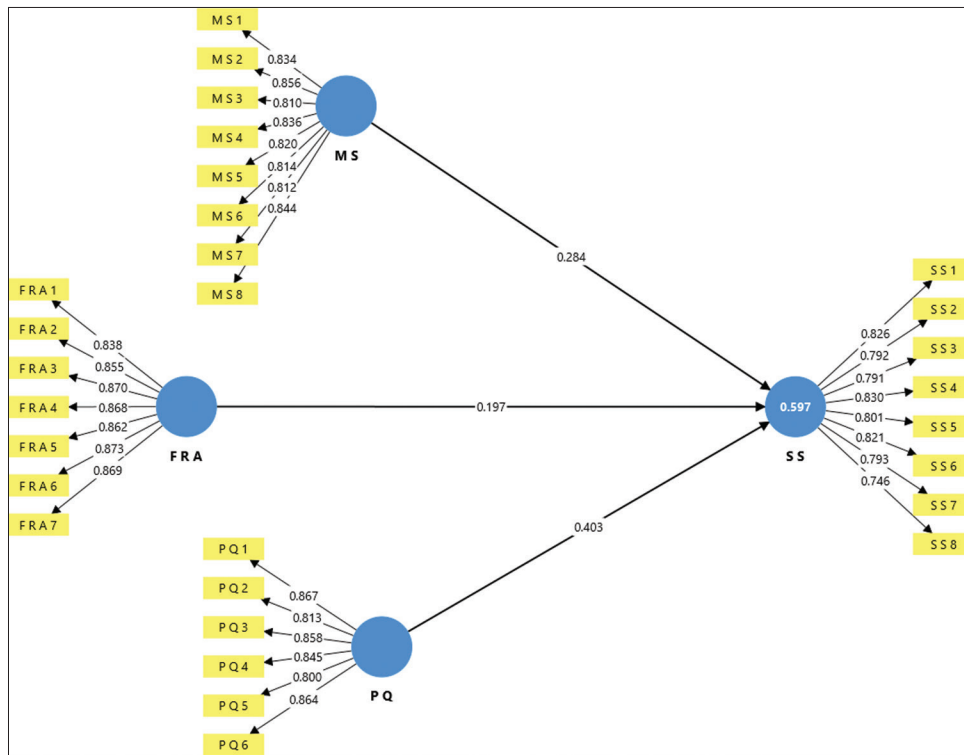 MS1
0.834
MS2
0.856
MS3
0.810
MS4
0.836
MS5
0.820
MS6
0.814
MS7
0.812
MS8
0.844
MS
0.284
FRA1
0.838
FRA2
0.855
FRA3
0.870
FRA4
0.868
FRA5
0.862
FRA6
0.873
FRA7
0.869
FRA
0.197
0.597
SS
SS1
0.826
SS2
0.792
SS3
0.791
SS4
0.830
SS5
0.801
SS6
0.821
SS7
0.793
SS8
0.746
0.403
PQ1
0.867
PQ2
0.813
PQ3
0.858
PQ4
0.845
PQ5
0.800
PQ6
0.864
PQ